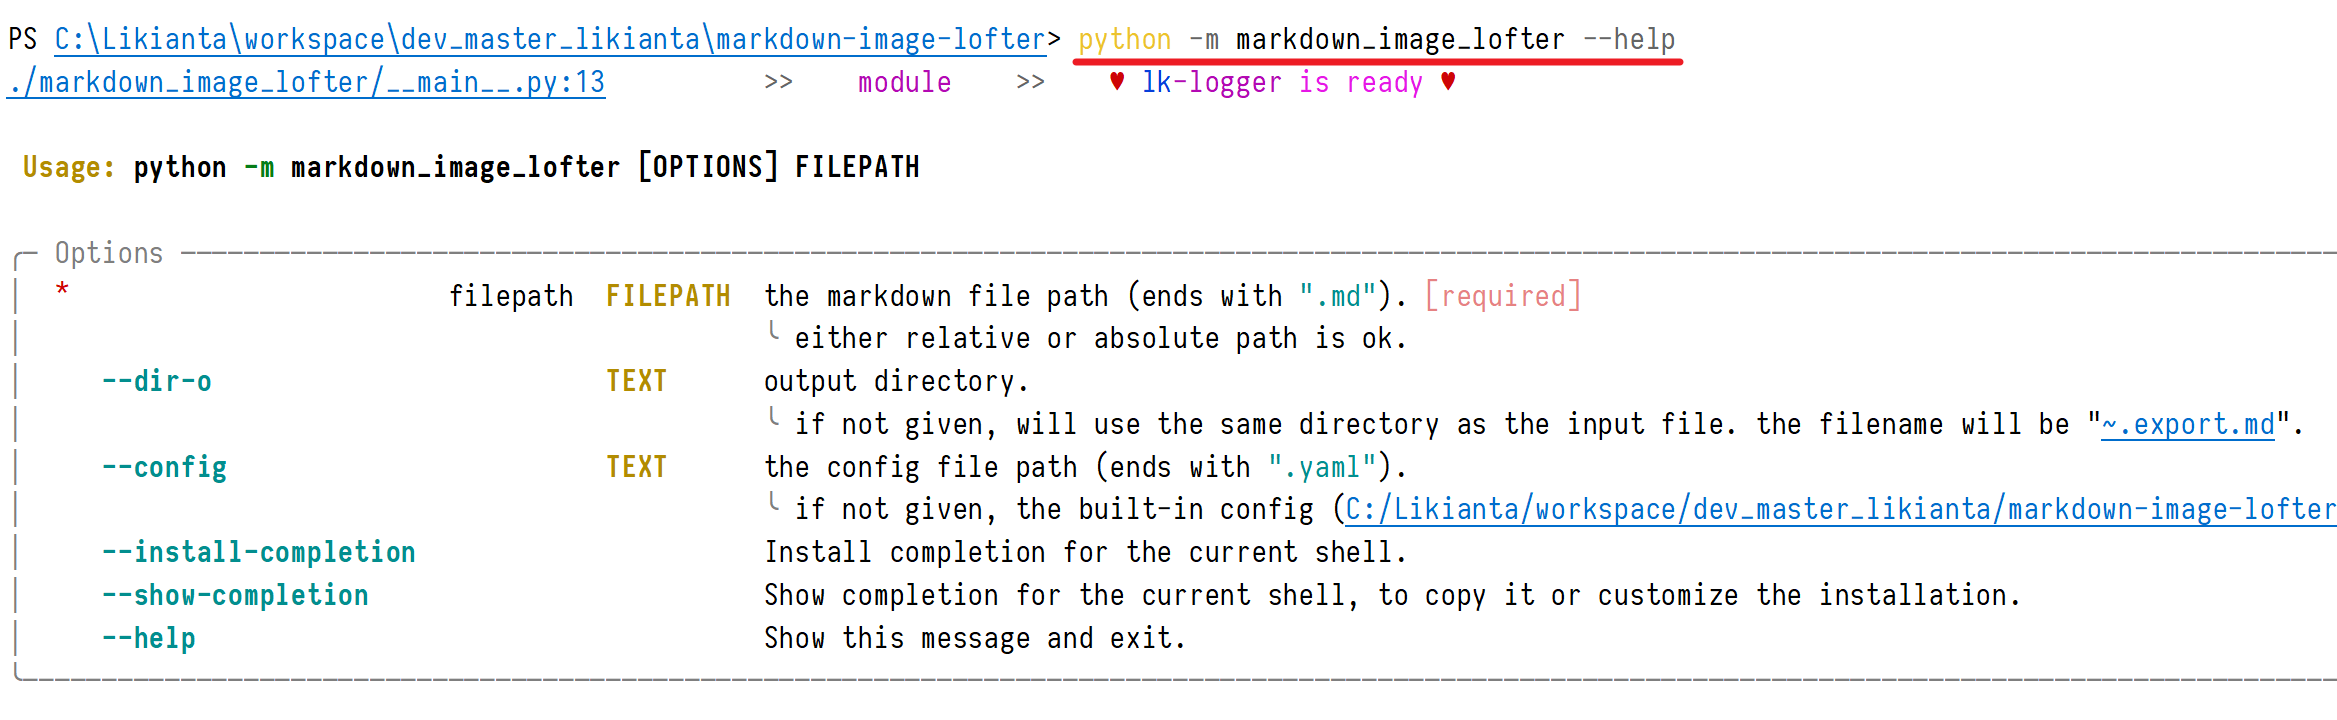 PS C:\Likianta\workspace\dev_master_likianta\markdown-image-lofter> python -m markdown_image_lofter --help
./markdown_image_lofter/__main__.py:13 >> module >> ♥ lk-logger is ready ♥
Usage: python -m markdown_image_lofter [OPTIONS] FILEPATH
Options
* filepath FILEPATH the markdown file path (ends with ".md"). [required]
╰ either relative or absolute path is ok.
--dir-o TEXT output directory.
╰ if not given, will use the same directory as the input file. the filename will be "~.export.md".
--config TEXT the config file path (ends with ".yaml").
╰ if not given, the built-in config (C:/Likianta/workspace/dev_master_likianta/markdown-image-lofter
--install-completion Install completion for the current shell.
--show-completion Show completion for the current shell, to copy it or customize the installation.
--help Show this message and exit.